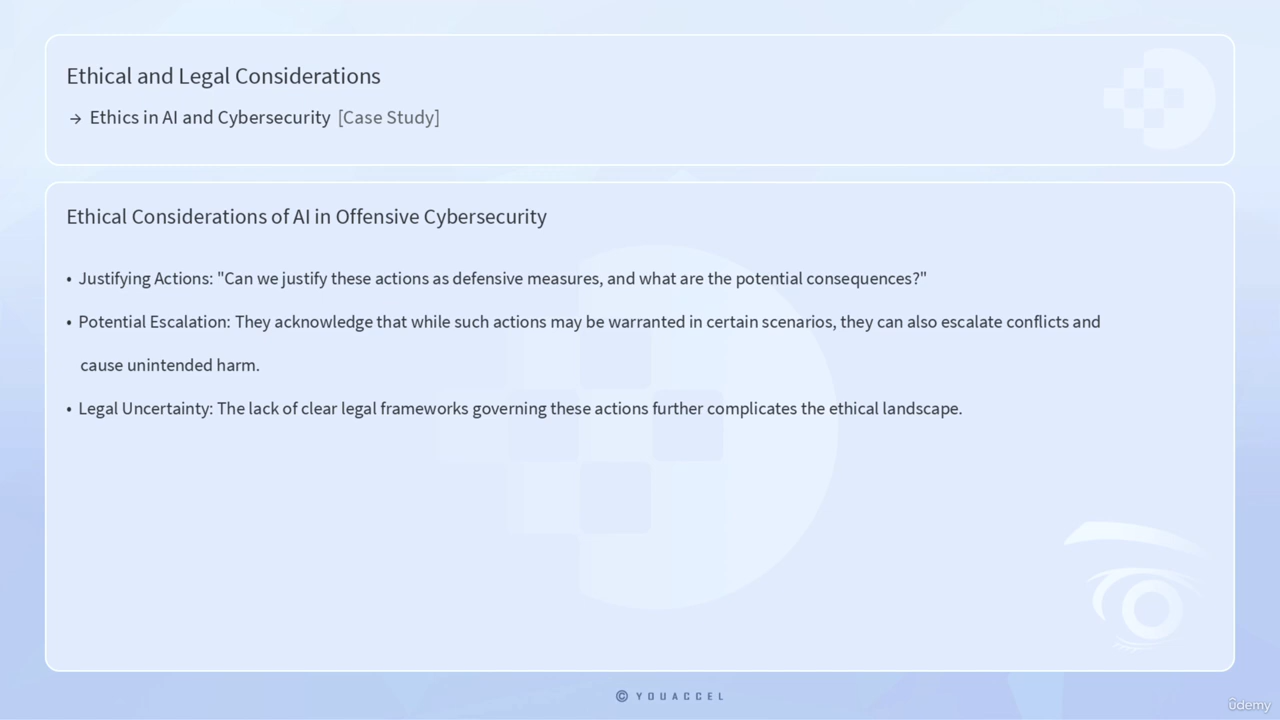 Ethical and Legal Considerations
→ Ethics in AI and Cybersecurity [Case Study]
Ethical Considerations of AI in Offensive Cybersecurity
• Justifying Actions: "Can we justify these actions as defensive measures, and what are the potential consequences?"
• Potential Escalation: They acknowledge that while such actions may be warranted in certain scenarios, they can also escalate conflicts and
cause unintended harm.
• Legal Uncertainty: The lack of clear legal frameworks governing these actions further complicates the ethical landscape.
© YOUACCEL
ûdemy